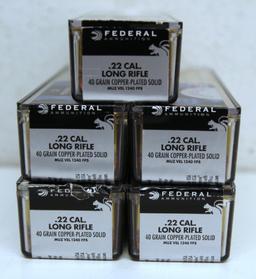 FEDERAL
AMMUNITION
.22 CAL.
LONG RIFLE
40 GRAIN COPPER-PLATED SOLID
MUZ VEL 1240 FPS
FEDERAL
AMMUNITION
.22 CAL.
LONG RIFLE
40 GRAIN COPPER-PLATED SOLID
MUZ VEL 1240 FPS
FEDERAL
AMMUNITION
.22 CAL.
LONG RIFLE
40 GRAIN COPPER-PLATED SOLID
MUZ VEL 1240 FPS
FEDERAL
AMMUNITION
.22 CAL.
LONG RIFLE
40 GRAIN COPPER-PLATED SOLID
MUZ VEL 1240 FPS
FEDERAL
AMMUNITION
.22 CAL.
LONG RIFLE
40 GRAIN COPPER-PLATED SOLID
MUZ VEL 1240 FPS